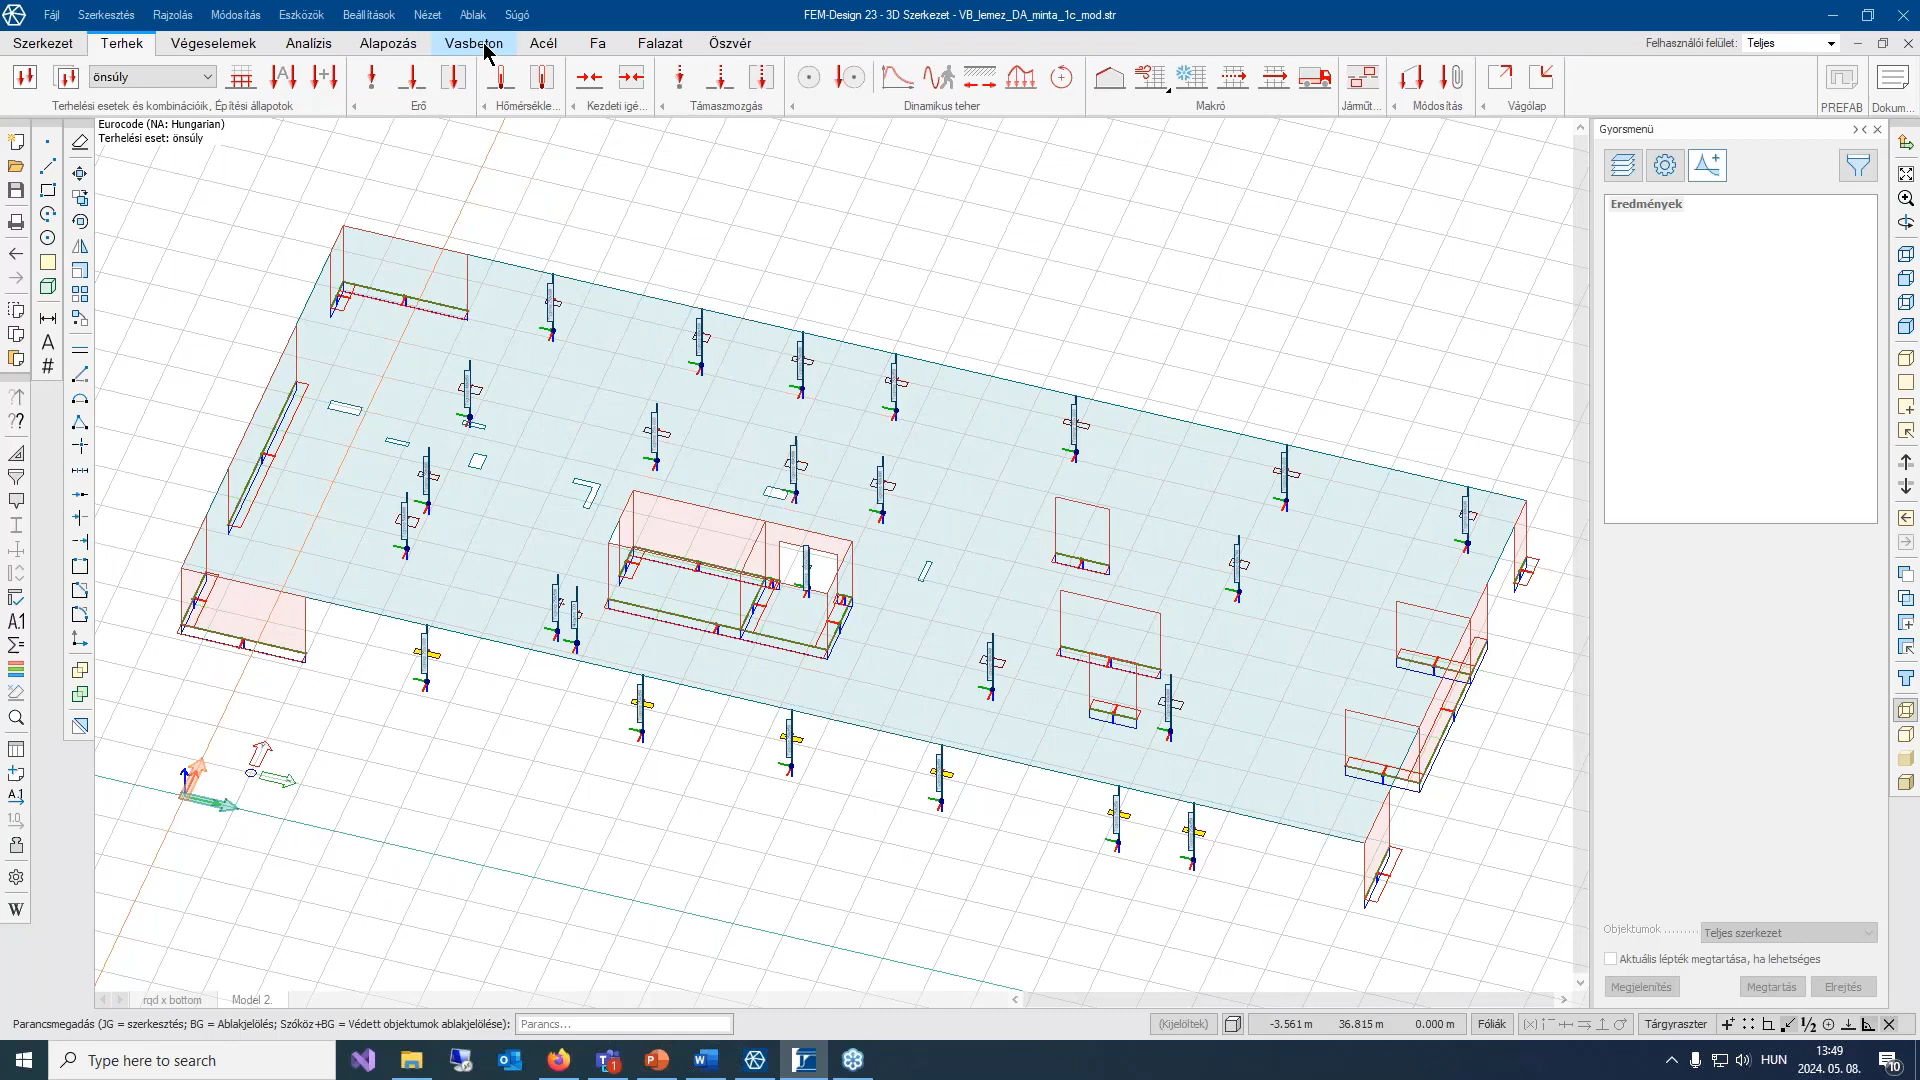 Fájl Szerkesztés Rajzolás Módosítás Eszközök Beállítások Nézet Ablak Súgó FEM-Design 23 - 3D Szerkezet - VB_lemez_DA_minta_1c_mod.str
Szerkezet Terhek Végeselemek Analízis Alapozás Vasbeton Acél Fa Falazat Öszvér Felhasználói felület: Teljes
önsúly
Terhelési esetek és kombinációik, Építési állapotok Erő Hőmérsékle... Kezdeti igé... Támaszmozgás Dinamikus teher Makró Járműt... Módosítás Vágólap PREFAB Dokum...
Eurocode (NA: Hungarian)
Terhelési eset: önsúly
Gyorsmenü
Eredmények
Objektumok ........ Teljes szerkezet
Aktuális lépték megtartása, ha lehetséges
Megjelenítés Megtartás Elrejtés
rqd x bottom Model 2.
Parancsmegadás (JG = szerkesztés; BG = Ablakjelölés; Szóköz+BG = Védett objektumok ablakjelölése): Parancs... (Kijelöltek) -3.561 m 36.815 m 0.000 m Fóliák Tárgyraszter
Type here to search HUN 13:49
2024. 05. 08. 10